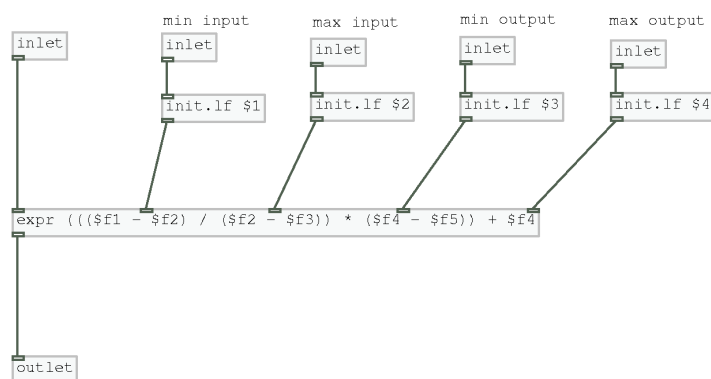 min input max input min output max output
inlet inlet inlet inlet inlet
init.lf $1 init.lf $2 init.lf $3 init.lf $4
expr ((($f1 - $f2) / ($f2 - $f3)) * ($f4 - $f5)) + $f4
outlet